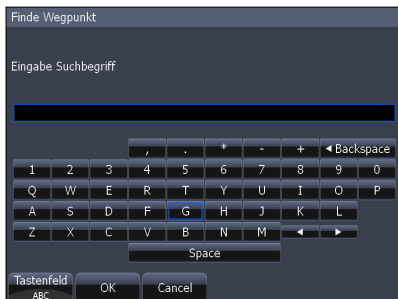 Finde Wegpunkt
Eingabe Suchbegriff
, . * - + ◄ Backspace
1 2 3 4 5 6 7 8 9 0
Q W E R T Y U I O P
A S D F G H J K L
Z X C V B N M ◄ ►
Space
Tastenfeld OK Cancel
ABC